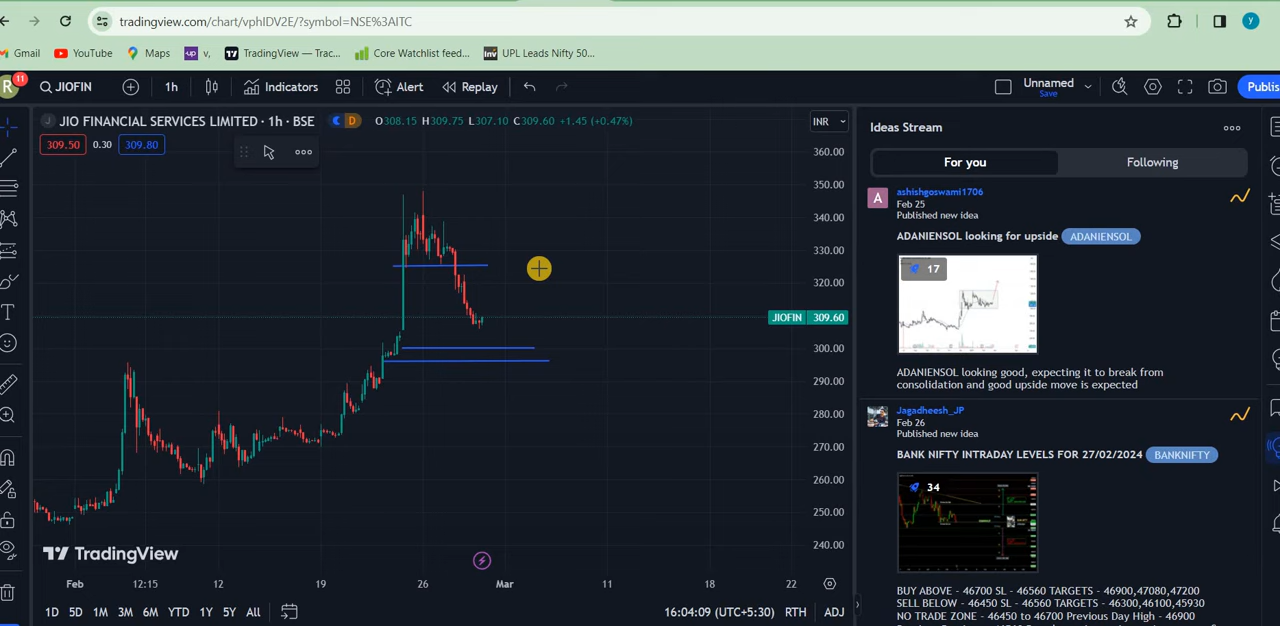 tradingview.com/chart/vphIDV2E/?symbol=NSE%3AITC
Y
Gmail YouTube Maps up v, TradingView — Trac... Core Watchlist feed... Inv UPL Leads Nifty 50...
R 11 JIOFIN 1h Indicators Alert Replay Unnamed Save Publis
J JIO FINANCIAL SERVICES LIMITED · 1h · BSE D O308.15 H309.75 L307.10 C309.60 +1.45 (+0.47%) INR
309.50 0.30 309.80
360.00
350.00
340.00
330.00
320.00
JIOFIN 309.60
300.00
290.00
280.00
270.00
260.00
250.00
240.00
TradingView
Feb 12:15 12 19 26 Mar 11 18 22
1D 5D 1M 3M 6M YTD 1Y 5Y All 16:04:09 (UTC+5:30) RTH ADJ
Ideas Stream
For you Following
A ashishgoswami1706
Feb 25
Published new idea
ADANIENSOL looking for upside ADANIENSOL
17
ADANIENSOL looking good, expecting it to break from
consolidation and good upside move is expected
Jagadheesh_JP
Feb 26
Published new idea
BANK NIFTY INTRADAY LEVELS FOR 27/02/2024 BANKNIFTY
34
BUY ABOVE - 46700 SL - 46560 TARGETS - 46900,47080,47200
SELL BELOW - 46450 SL - 46560 TARGETS - 46300,46100,45930
NO TRADE ZONE - 46450 to 46700 Previous Day High - 46900